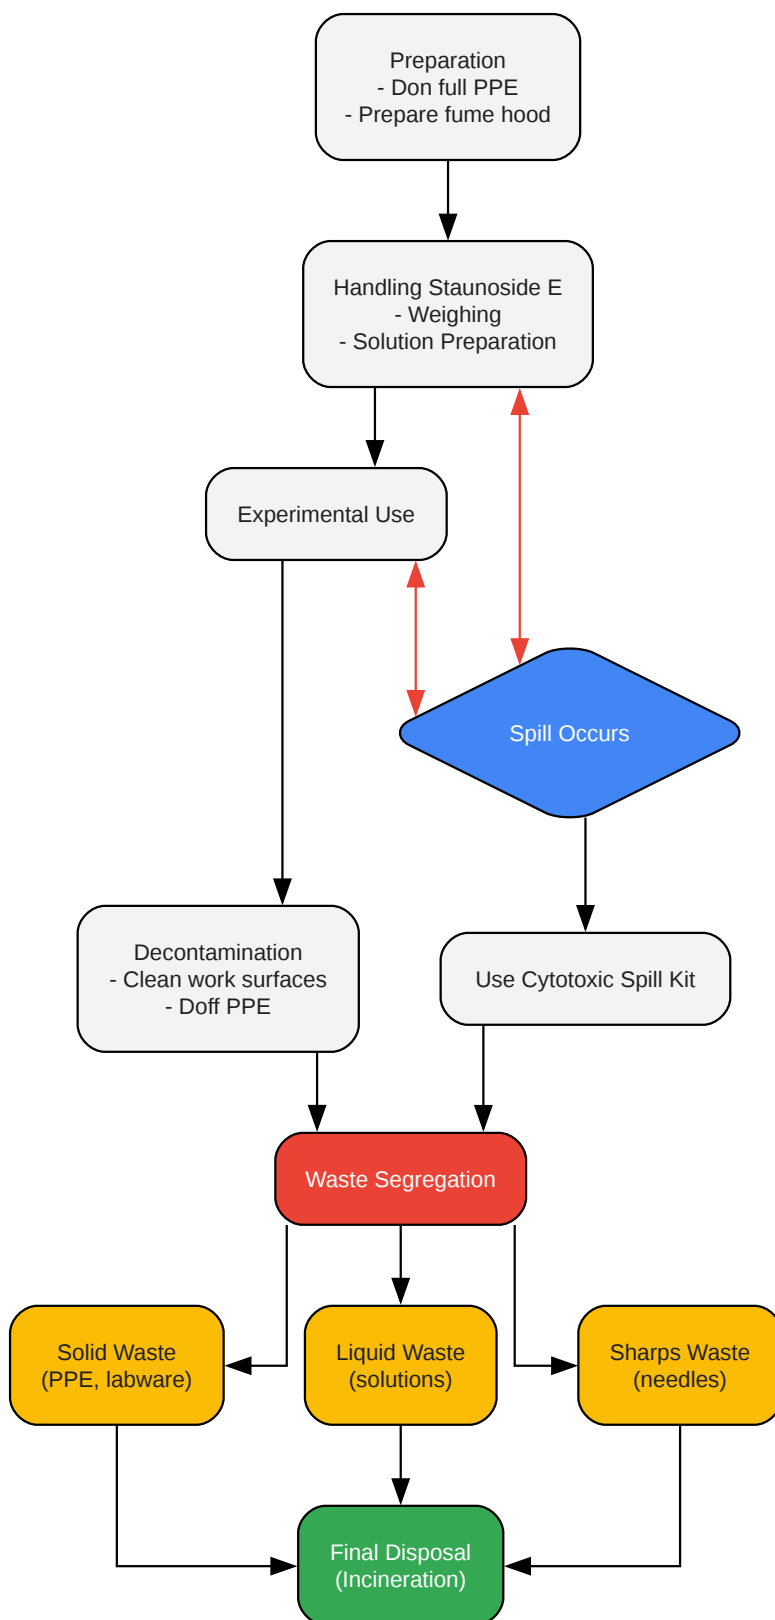 Preparation
- Don full PPE
- Prepare fume hood
Handling Staunoside E
- Weighing
- Solution Preparation
Experimental Use
Spill Occurs
Decontamination
- Clean work surfaces
- Doff PPE
Use Cytotoxic Spill Kit
Waste Segregation
Solid Waste
(PPE, labware)
Liquid Waste
(solutions)
Sharps Waste
(needles)
Final Disposal
(Incineration)